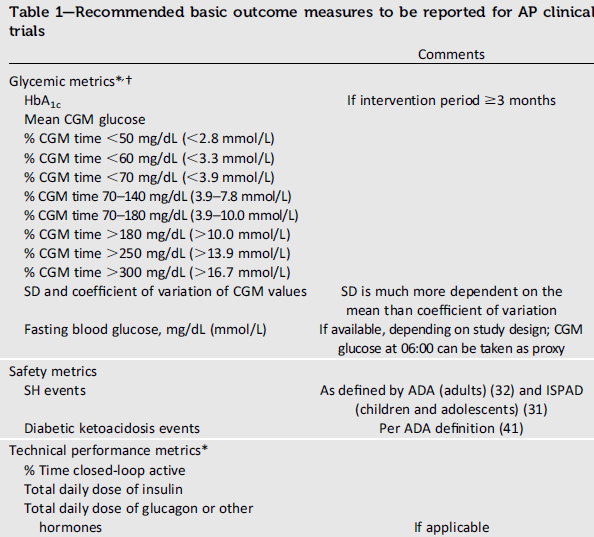 Table 1—Recommended basic outcome measures to be reported for AP clinical
trials
Comments
Glycemic metrics*,†
HbA1c If intervention period ≥3 months
Mean CGM glucose
% CGM time <50 mg/dL (<2.8 mmol/L)
% CGM time <60 mg/dL (<3.3 mmol/L)
% CGM time <70 mg/dL (<3.9 mmol/L)
% CGM time 70–140 mg/dL (3.9–7.8 mmol/L)
% CGM time 70–180 mg/dL (3.9–10.0 mmol/L)
% CGM time >180 mg/dL (>10.0 mmol/L)
% CGM time >250 mg/dL (>13.9 mmol/L)
% CGM time >300 mg/dL (>16.7 mmol/L)
SD and coefficient of variation of CGM values SD is much more dependent on the
mean than coefficient of variation
Fasting blood glucose, mg/dL (mmol/L) If available, depending on study design; CGM
glucose at 06:00 can be taken as proxy
Safety metrics
SH events As defined by ADA (adults) (32) and ISPAD
(children and adolescents) (31)
Diabetic ketoacidosis events Per ADA definition (41)
Technical performance metrics*
% Time closed-loop active
Total daily dose of insulin
Total daily dose of glucagon or other
hormones If applicable